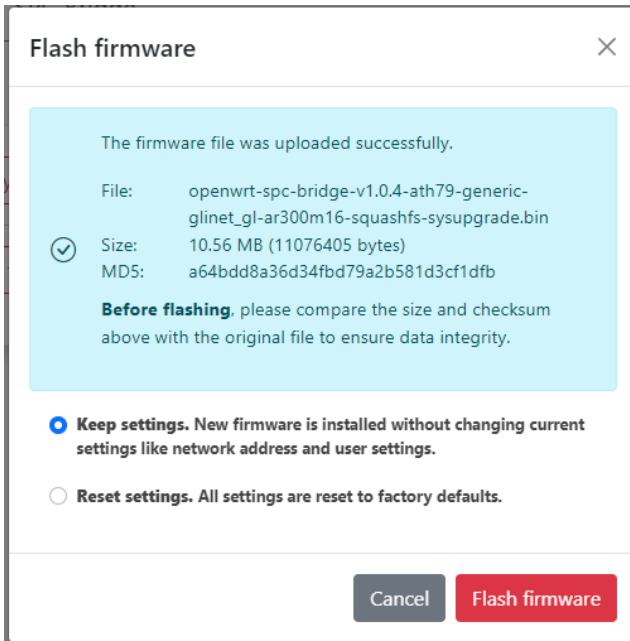 Flash firmware
The firmware file was uploaded successfully.
File: openwrt-spc-bridge-v1.0.4-ath79-generic-
glinet_gl-ar300m16-squashfs-sysupgrade.bin
Size: 10.56 MB (11076405 bytes)
MD5: a64bdd8a36d34fbd79a2b581d3cf1dfb
Before flashing, please compare the size and checksum
above with the original file to ensure data integrity.
Keep settings. New firmware is installed without changing current
settings like network address and user settings.
Reset settings. All settings are reset to factory defaults.
Cancel Flash firmware